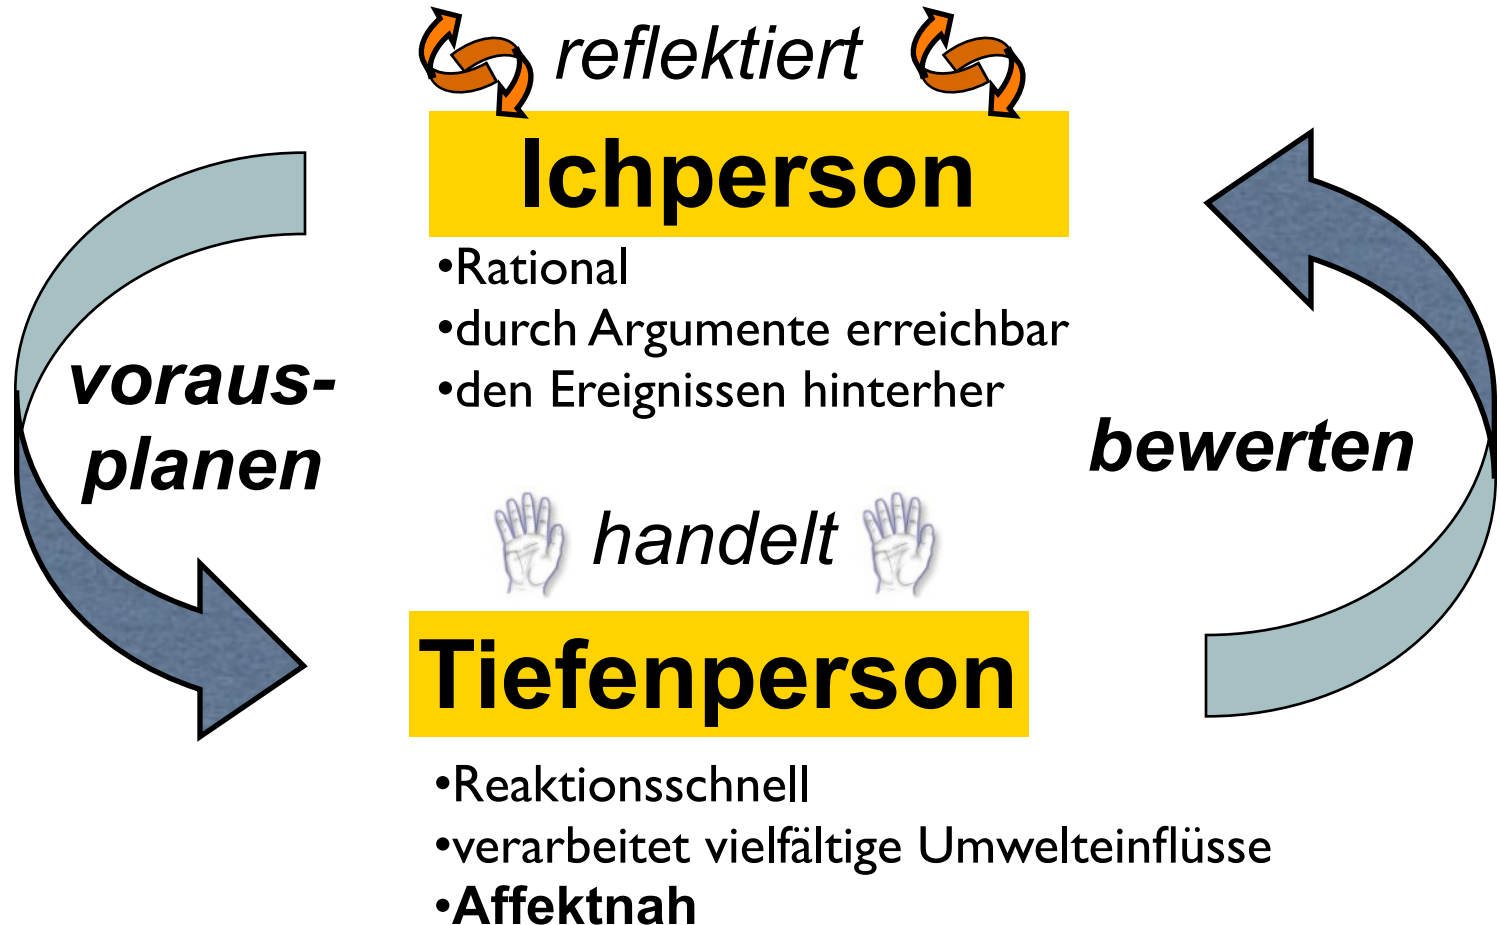 reflektiert
Ichperson
•Rational
•durch Argumente erreichbar
•den Ereignissen hinterher
voraus-
planen
bewerten
handelt
Tiefenperson
•Reaktionsschnell
•verarbeitet vielfältige Umwelteinflüsse
•Affektnah